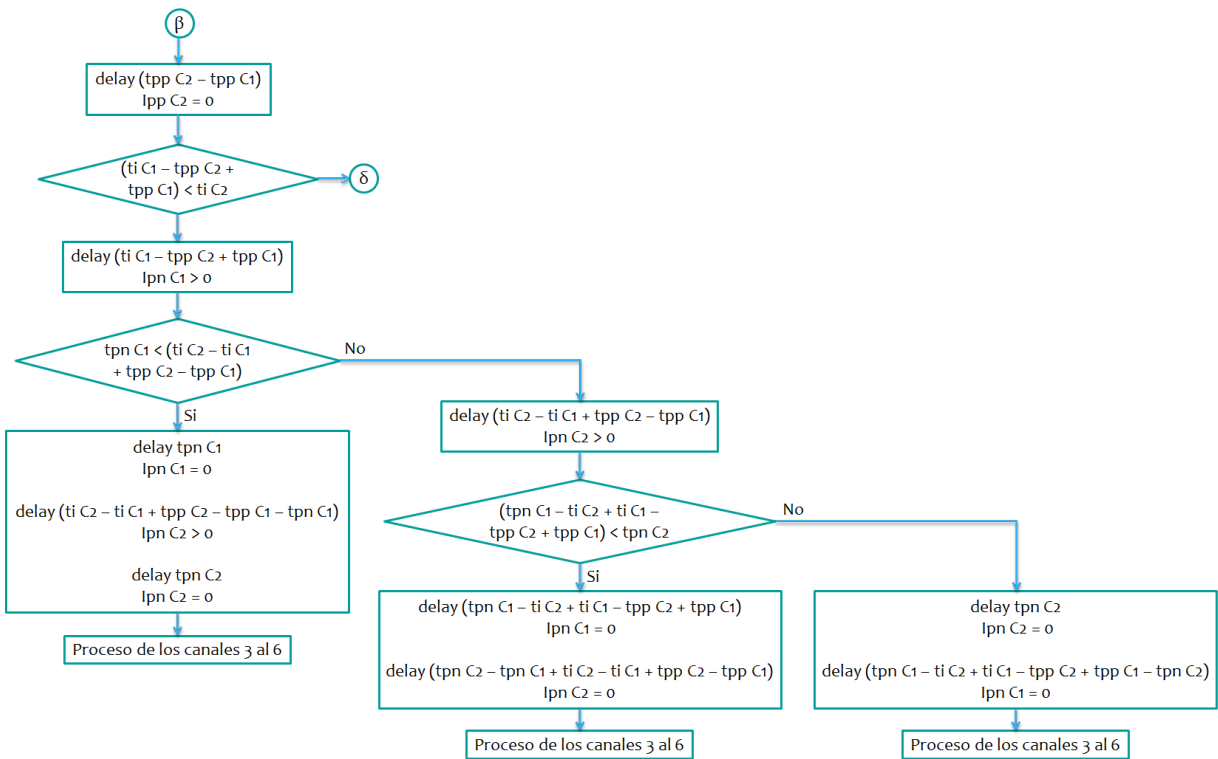 β
delay (tpp C2 – tpp C1)
Ipp C2 = 0
(ti C1 – tpp C2 +
tpp C1) < ti C2
δ
delay (ti C1 – tpp C2 + tpp C1)
Ipn C1 > 0
tpn C1 < (ti C2 – ti C1
+ tpp C2 – tpp C1)
No
Si
delay tpn C1
Ipn C1 = 0
delay (ti C2 – ti C1 + tpp C2 – tpp C1 – tpn C1)
Ipn C2 > 0
delay tpn C2
Ipn C2 = 0
Proceso de los canales 3 al 6
delay (ti C2 – ti C1 + tpp C2 – tpp C1)
Ipn C2 > 0
(tpn C1 – ti C2 + ti C1 –
tpp C2 + tpp C1) < tpn C2
No
Si
delay (tpn C1 – ti C2 + ti C1 – tpp C2 + tpp C1)
Ipn C1 = 0
delay (tpn C2 – tpn C1 + ti C2 – ti C1 + tpp C2 – tpp C1)
Ipn C2 = 0
Proceso de los canales 3 al 6
delay tpn C2
Ipn C2 = 0
delay (tpn C1 – ti C2 + ti C1 – tpp C2 + tpp C1 – tpn C2)
Ipn C1 = 0
Proceso de los canales 3 al 6